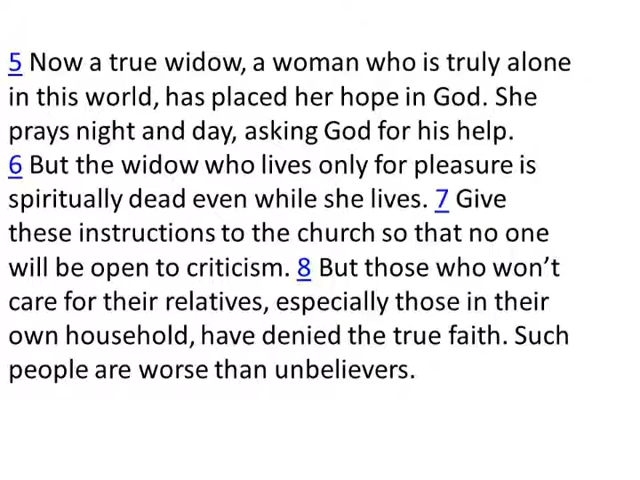 5 Now a true widow, a woman who is truly alone
in this world, has placed her hope in God. She
prays night and day, asking God for his help.
6 But the widow who lives only for pleasure is
spiritually dead even while she lives. 7 Give
these instructions to the church so that no one
will be open to criticism. 8 But those who won’t
care for their relatives, especially those in their
own household, have denied the true faith. Such
people are worse than unbelievers.